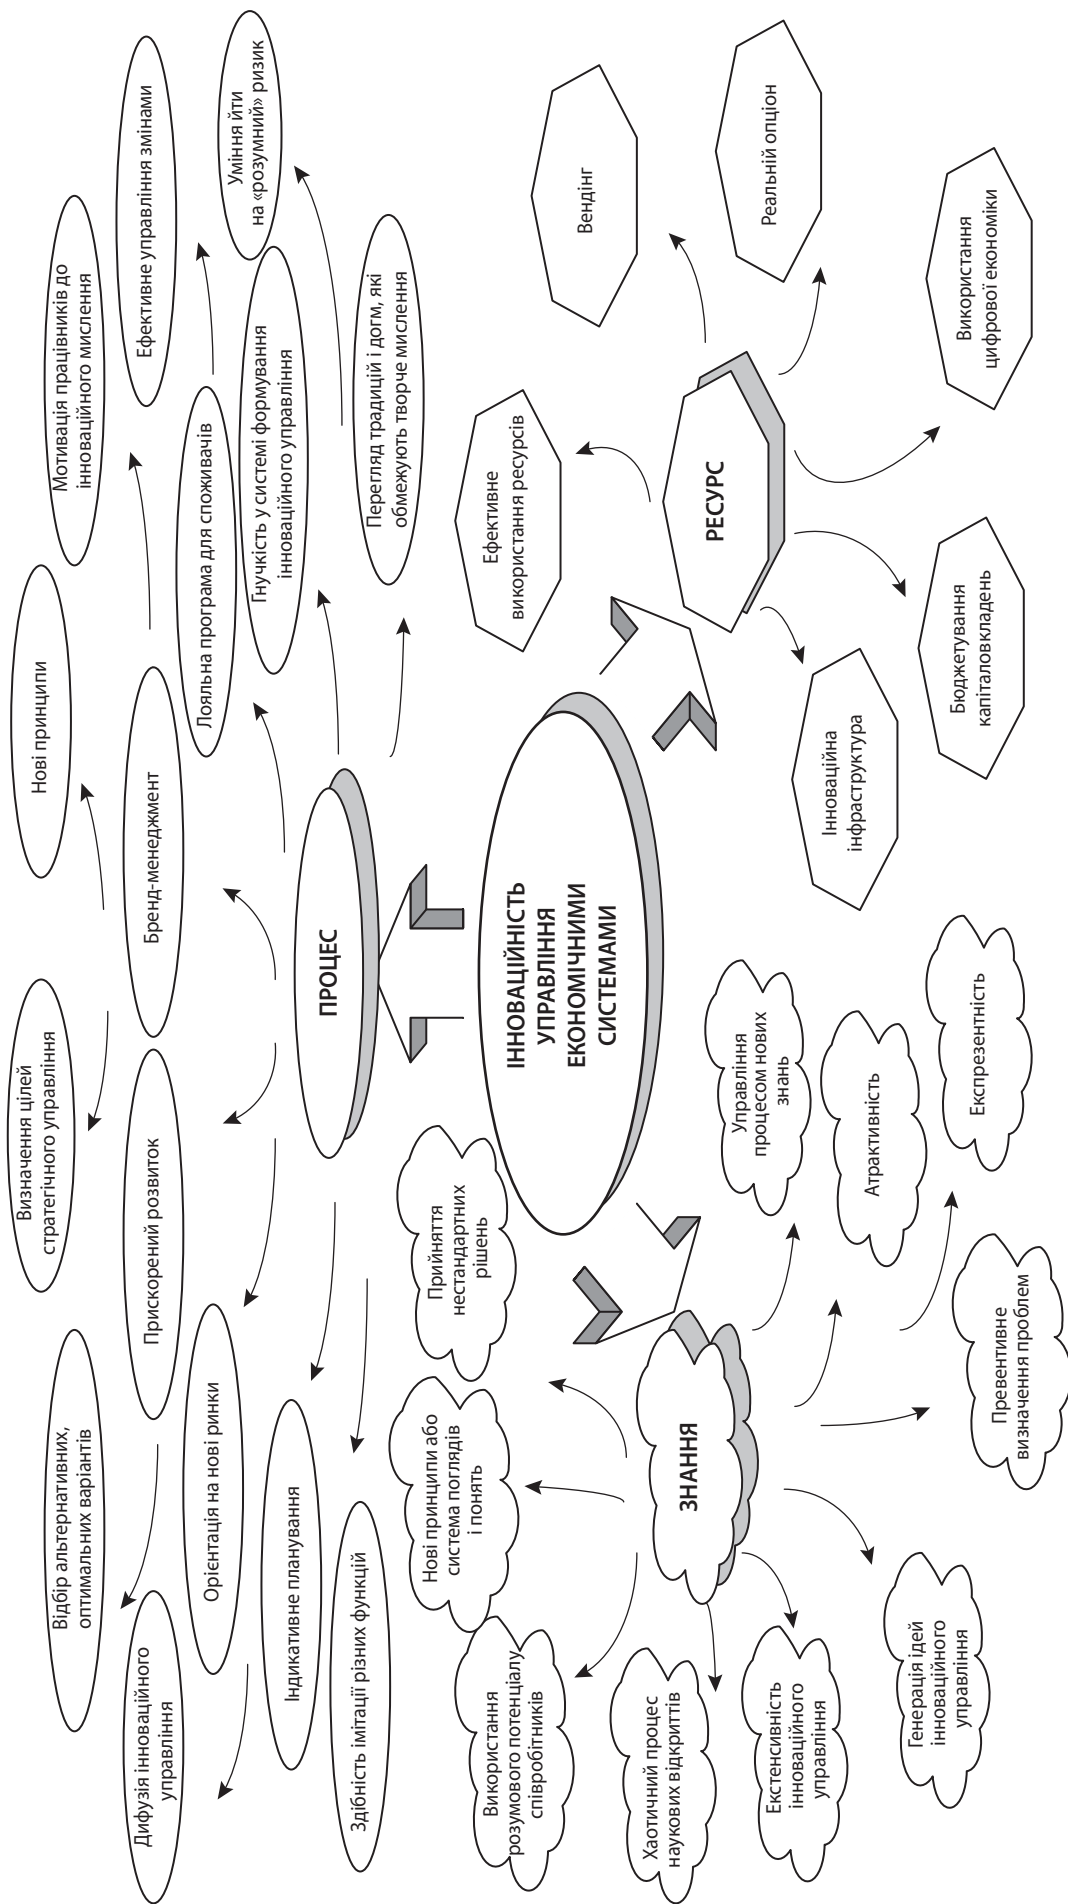 Відбір альтернативних,
оптимальних варіантів
Визначення цілей
стратегічного управління
Нові принципи
Мотивація працівників до
інноваційного мислення
Дифузія інноваційного
управління
Прискорений розвиток
Бренд-менеджмент
Ефективне управління змінами
Орієнтація на нові ринки
Лояльна програма для споживачів
Уміння йти
на «розумний» ризик
Індикативне планування
ПРОЦЕС
Гнучкість у системі формування
інноваційного управління
Здібність імітації різних функцій
Перегляд традицій і догм, які
обмежують творче мислення
Нові принципи або
система поглядів
і понять
Прийняття
нестандартних
рішень
Використання
розумового потенціалу
співробітників
ІННОВАЦІЙНІСТЬ
УПРАВЛІННЯ
ЕКОНОМІЧНИМИ
СИСТЕМАМИ
Ефективне
використання ресурсів
Вендінг
Хаотичний процес
наукових відкриттів
ЗНАННЯ
РЕСУРС
Управління
процесом нових
знань
Реальній опціон
Екстенсивність
інноваційного
управління
Атрактивність
Інноваційна
інфраструктура
Генерація ідей
інноваційного
управління
Превентивне
визначення проблем
Експрезентність
Бюджетування
капіталовкладень
Використання
цифрової економіки